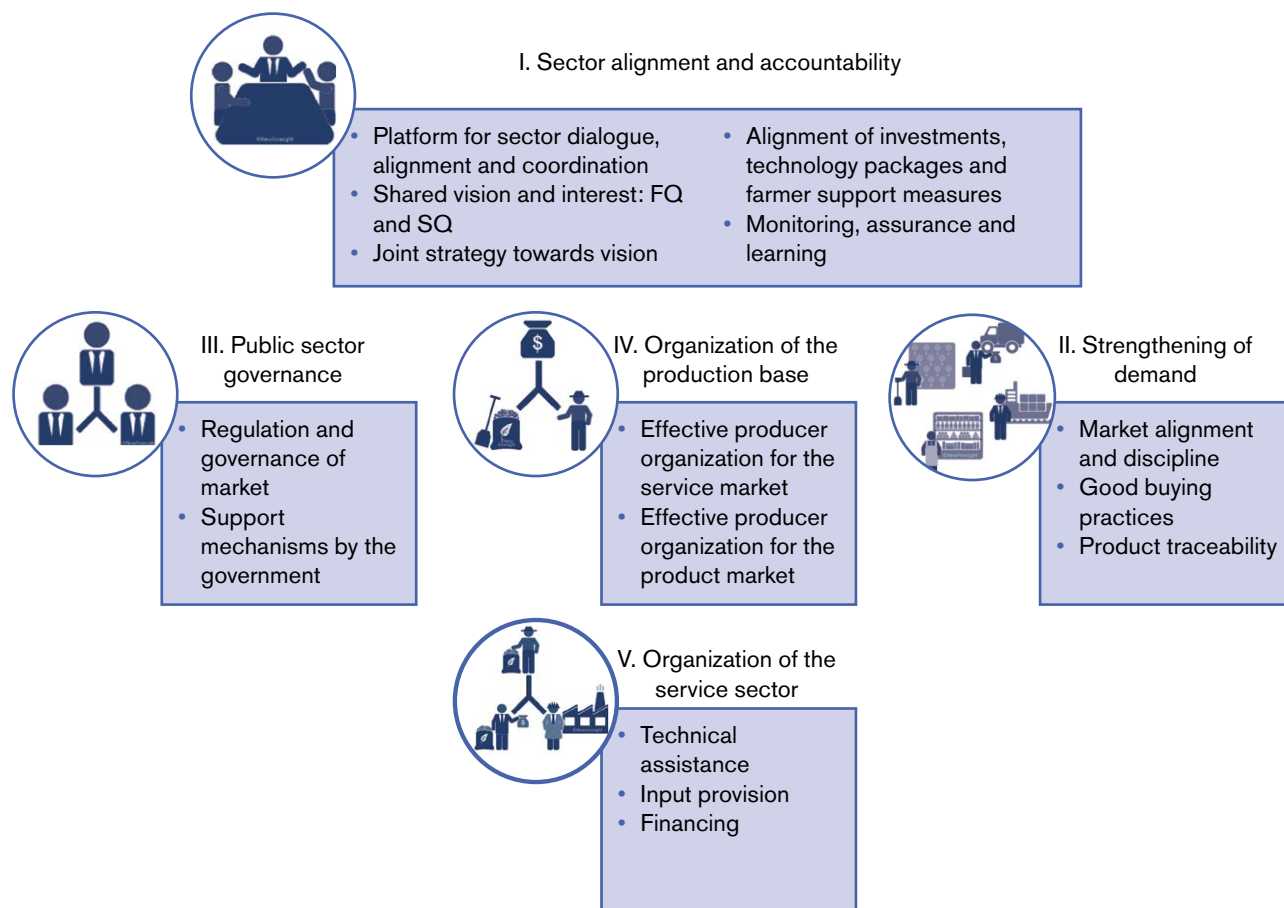 I. Sector alignment and accountability
• Platform for sector dialogue,
alignment and coordination
• Shared vision and interest: FQ
and SQ
• Joint strategy towards vision
• Alignment of investments,
technology packages and
farmer support measures
• Monitoring, assurance and
learning
III. Public sector
governance
• Regulation and
governance of
market
• Support
mechanisms by the
government
$
IV. Organization of the
production base
• Effective producer
organization for the
service market
• Effective producer
organization for the
product market
II. Strengthening of
demand
• Market alignment
and discipline
• Good buying
practices
• Product traceability
V. Organization of the
service sector
• Technical
assistance
• Input provision
• Financing